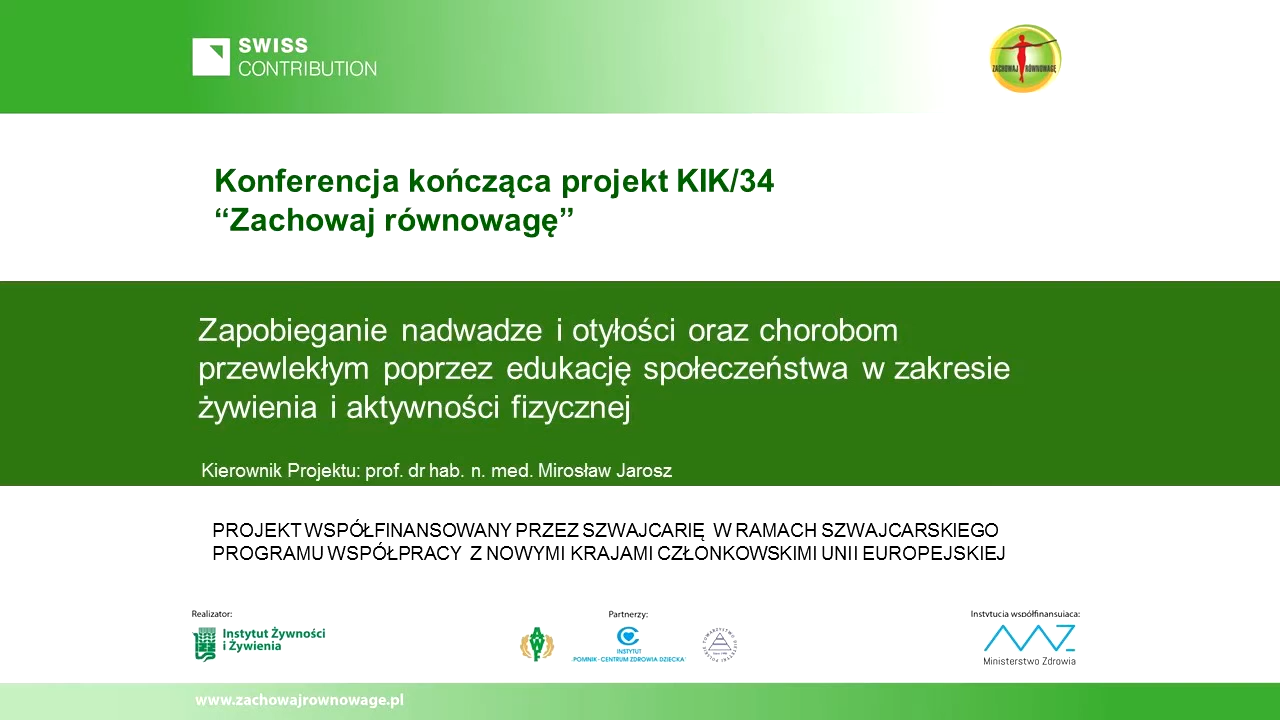 SWISS
CONTRIBUTION
ZACHOWAJ RÓWNOWAGĘ
Konferencja kończąca projekt KIK/34
“Zachowaj równowagę”
Zapobieganie nadwadze i otyłości oraz chorobom
przewlekłym poprzez edukację społeczeństwa w zakresie
żywienia i aktywności fizycznej
Kierownik Projektu: prof. dr hab. n. med. Mirosław Jarosz
PROJEKT WSPÓŁFINANSOWANY PRZEZ SZWAJCARIĘ W RAMACH SZWAJCARSKIEGO
PROGRAMU WSPÓŁPRACY Z NOWYMI KRAJAMI CZŁONKOWSKIMI UNII EUROPEJSKIEJ
Realizator:
Partnerzy:
Instytucja współfinansująca:
Instytut Żywności
i Żywienia
INSTYTUT
"POMNIK - CENTRUM ZDROWIA DZIECKA"
POLSKIE TOWARZYSTWO DIETETYKI
Ministerstwo Zdrowia
www.zachowajrownowage.pl